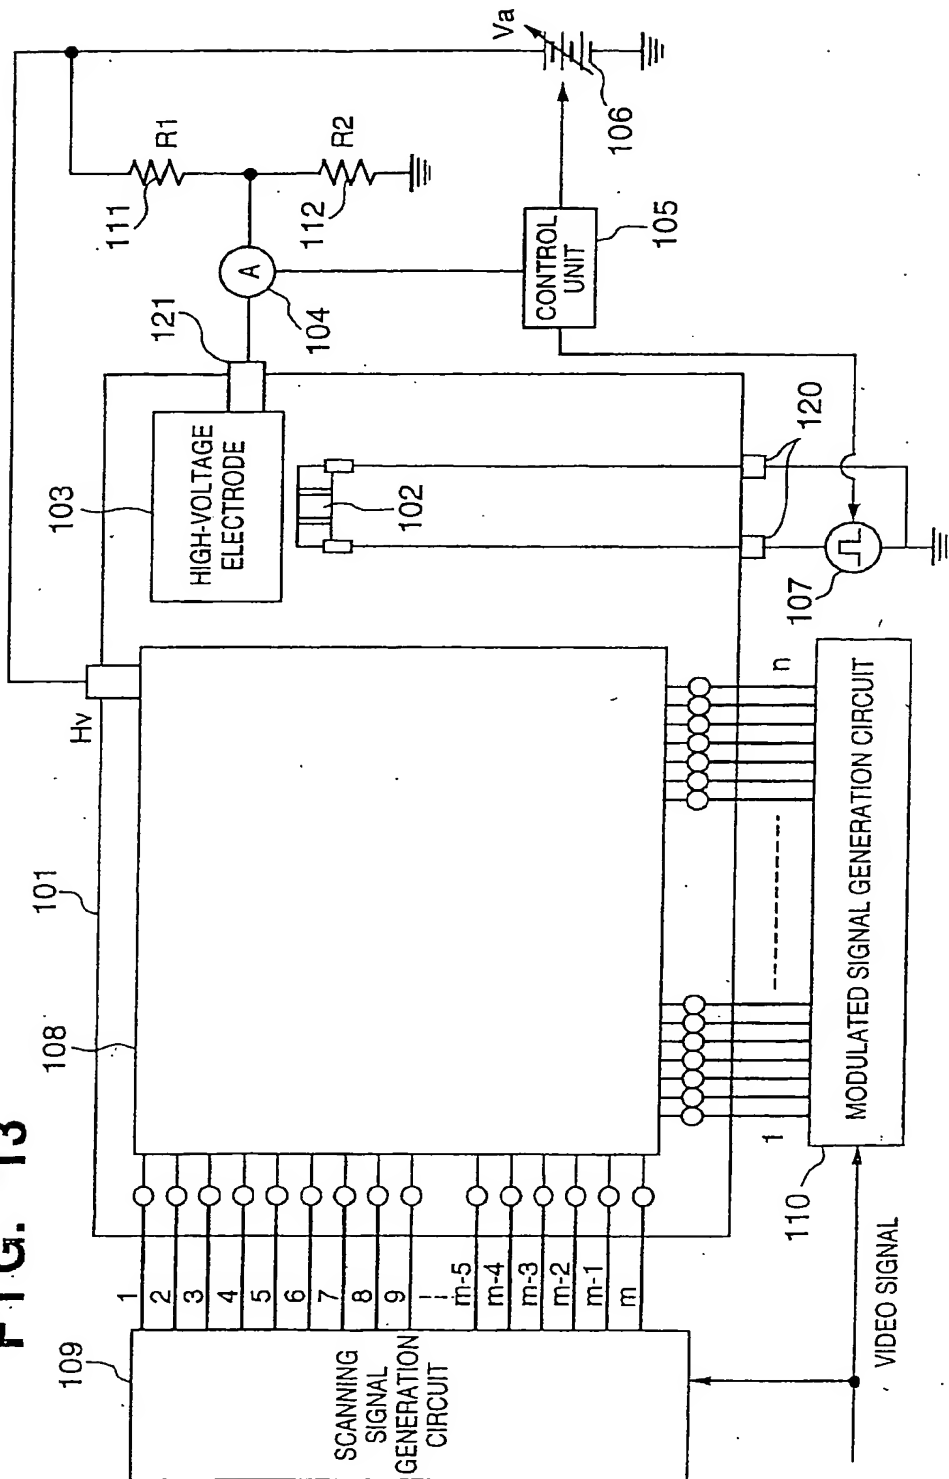 FIG. 13
109
SCANNING
SIGNAL
GENERATION
CIRCUIT
1
2
3
4
5
6
7
8
9
m-5
m-4
m-3
m-2
m-1
m
108
101
Hv
103
HIGH-VOLTAGE
ELECTRODE
102
121
A
104
111
R1
112
R2
Va
106
CONTROL
UNIT
105
120
107
1
n
110
MODULATED SIGNAL GENERATION CIRCUIT
VIDEO SIGNAL